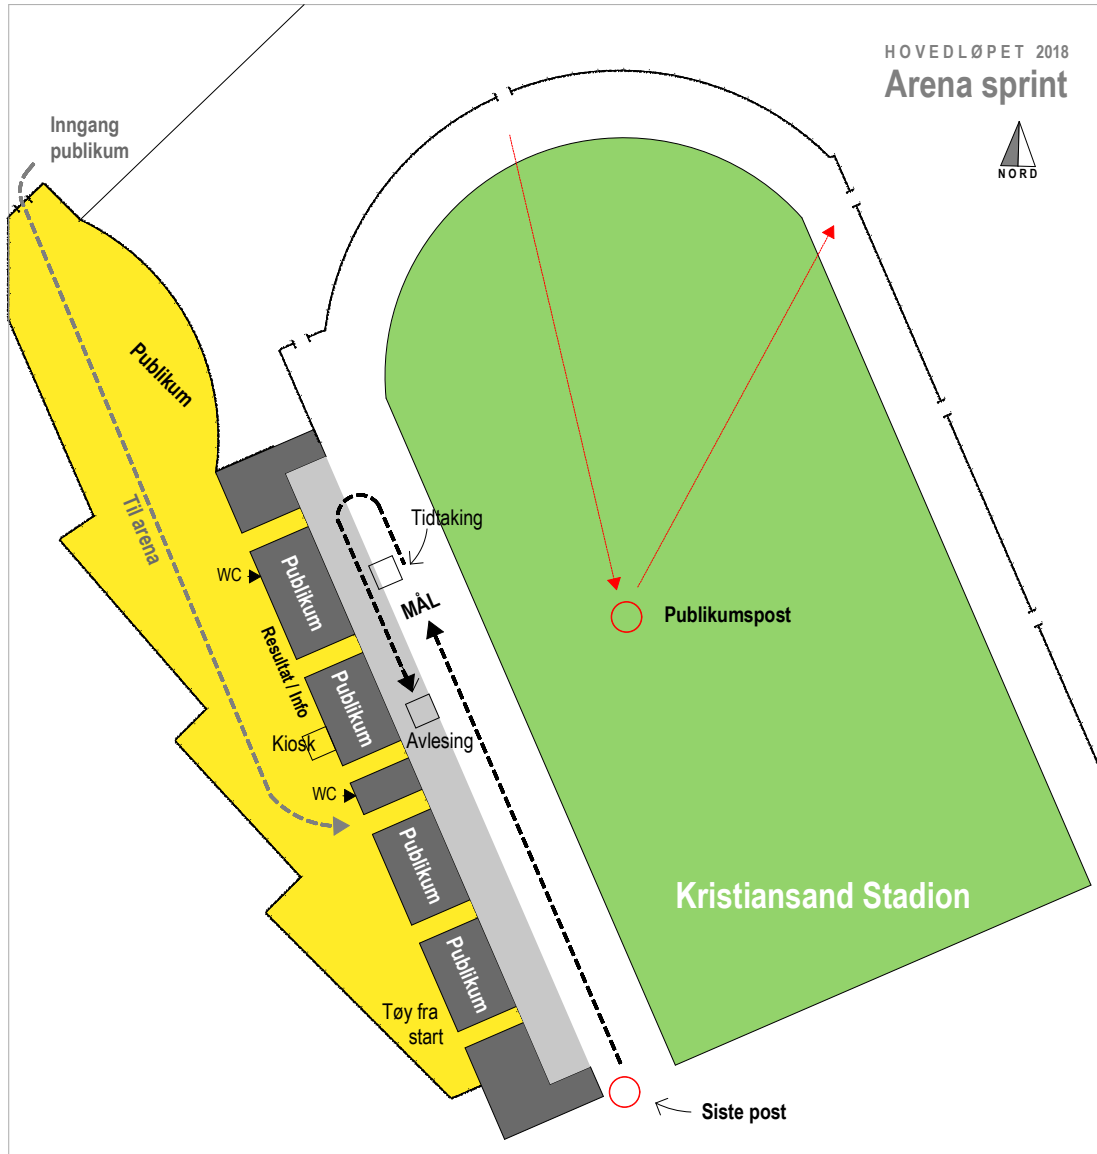 HOVEDLØPET 2018
Arena sprint
NORD
Inngang
publikum
Publikum
Til arena
Tidtaking
WC
Publikum
MÅL
Publikumspost
Resultat / Info
Publikum
Kiosk
Avlesing
WC
Publikum
Kristiansand Stadion
Publikum
Tøy fra
start
Siste post